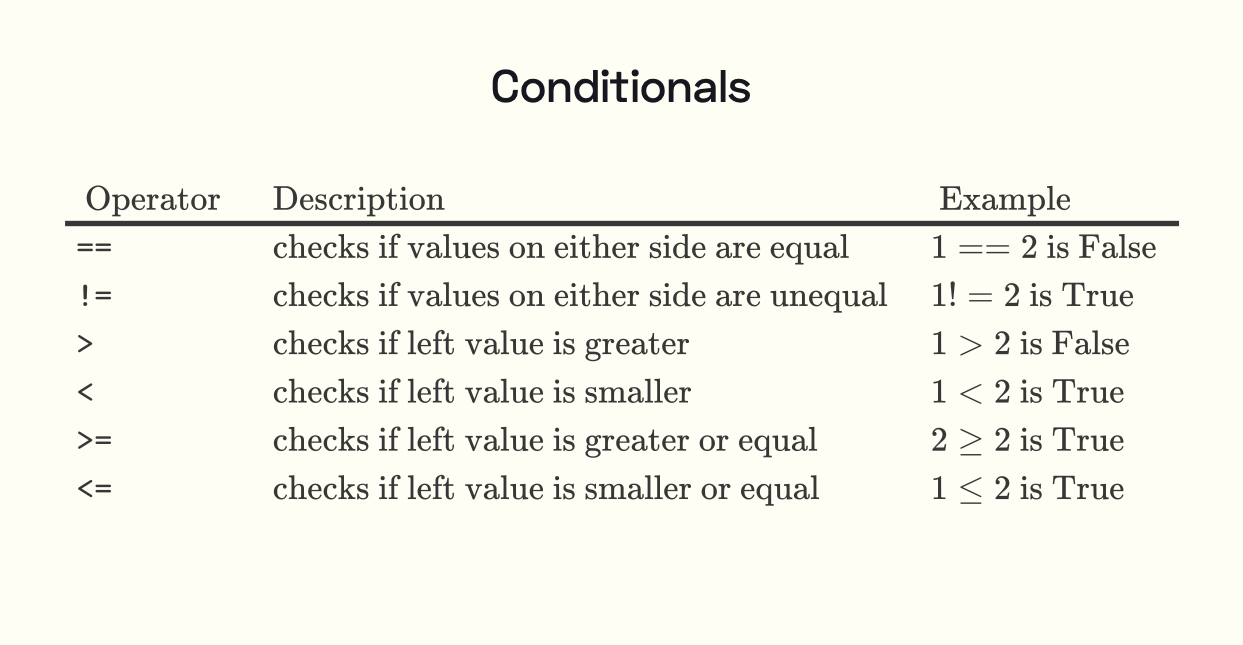 Conditionals
Operator Description Example
== checks if values on either side are equal 1 == 2 is False
!= checks if values on either side are unequal 1! = 2 is True
> checks if left value is greater 1 > 2 is False
< checks if left value is smaller 1 < 2 is True
>= checks if left value is greater or equal 2 ≥ 2 is True
<= checks if left value is smaller or equal 1 ≤ 2 is True